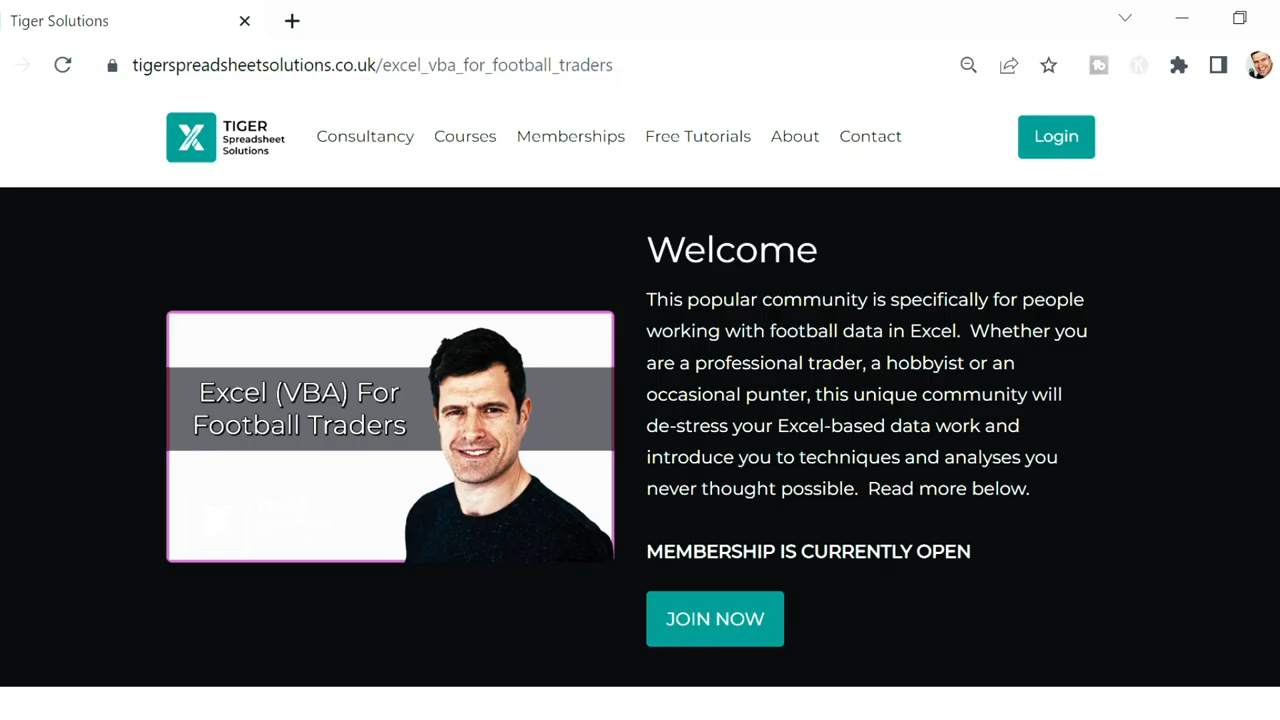 Tiger Solutions
tigerspreadsheetsolutions.co.uk/excel_vba_for_football_traders
TIGER
Spreadsheet
Solutions
Consultancy Courses Memberships Free Tutorials About Contact
Login
Welcome
This popular community is specifically for people
working with football data in Excel. Whether you
are a professional trader, a hobbyist or an
occasional punter, this unique community will
de-stress your Excel-based data work and
introduce you to techniques and analyses you
never thought possible. Read more below.
Excel (VBA) For
Football Traders
MEMBERSHIP IS CURRENTLY OPEN
JOIN NOW